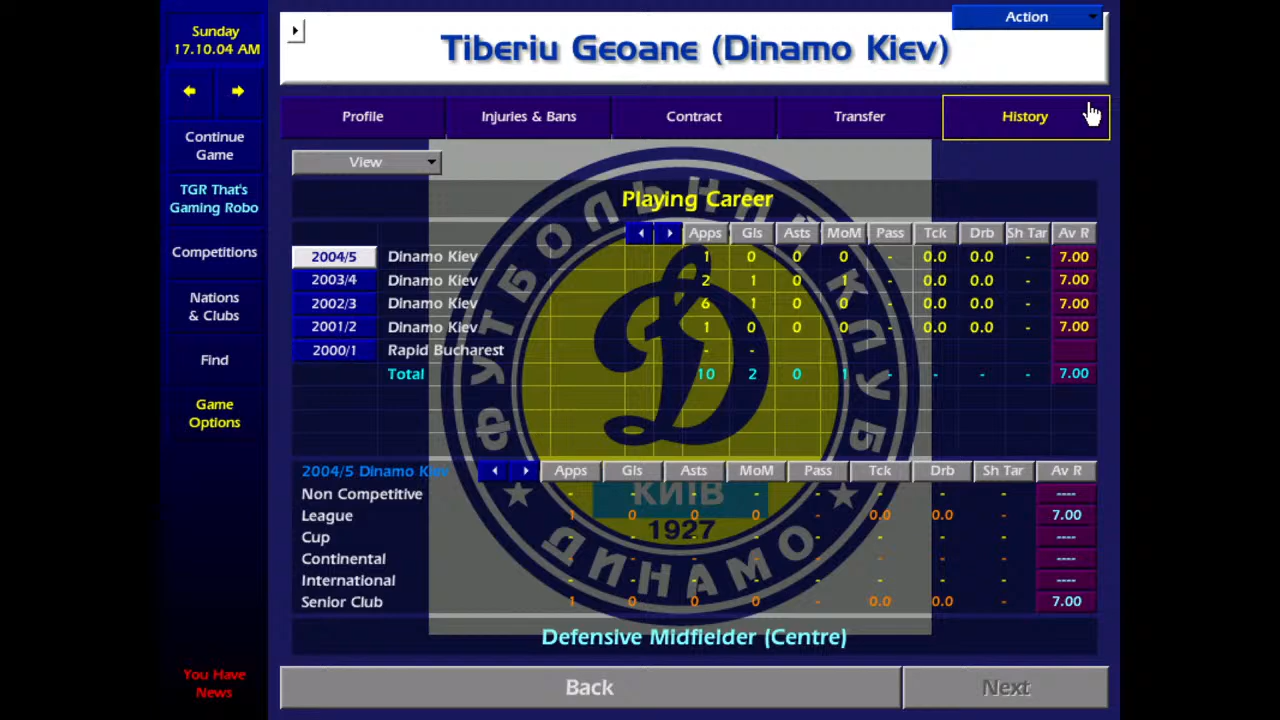 Sunday
17.10.04 AM
Continue
Game
TGR That's
Gaming Robo
Competitions
Nations
& Clubs
Find
Game
Options
You Have
News
Action
Tiberiu Geoane (Dinamo Kiev)
Profile Injuries & Bans Contract Transfer History
View
Playing Career
Apps Gls Asts MoM Pass Tck Drb Sh Tar Av R
2004/5 Dinamo Kiev 1 0 0 0 - 0.0 0.0 - 7.00
2003/4 Dinamo Kiev 2 1 0 1 - 0.0 0.0 - 7.00
2002/3 Dinamo Kiev 6 1 0 0 - 0.0 0.0 - 7.00
2001/2 Dinamo Kiev 1 0 0 0 - 0.0 0.0 - 7.00
2000/1 Rapid Bucharest - -
Total 10 2 0 1 - - - - 7.00
2004/5 Dinamo Kiev Apps Gls Asts MoM Pass Tck Drb Sh Tar Av R
Non Competitive - - - - - - - - ----
League 1 0 0 0 - 0.0 0.0 - 7.00
Cup - - - - - - - - ----
Continental - - - - - - - - ----
International - - - - - - - - ----
Senior Club 1 0 0 0 - 0.0 0.0 - 7.00
ФУТБОЛЬНИЙ КЛУБ
Д
КИЇВ
1927
ДИНАМО
Defensive Midfielder (Centre)
Back Next